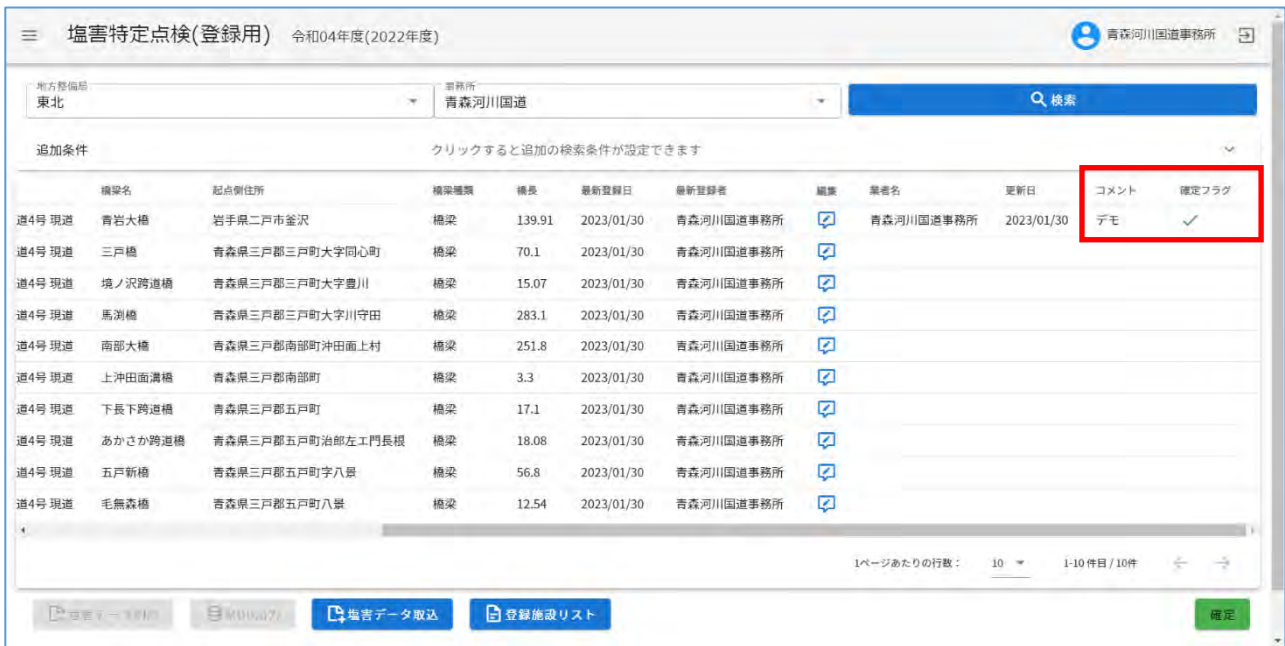 塩害特定点検(登録用) 令和04年度(2022年度) 青森河川国道事務所
地方整備局 事務所
東北 青森河川国道 検索
追加条件 クリックすると追加の検索条件が設定できます
橋梁名 起点側住所 橋梁種類 橋長 最新登録日 最新登録者 編集 業者名 更新日 コメント 確定フラグ
道4号 現道 青岩大橋 岩手県二戸市釜沢 橋梁 139.91 2023/01/30 青森河川国道事務所 青森河川国道事務所 2023/01/30 デモ ✓
道4号 現道 三戸橋 青森県三戸郡三戸町大字同心町 橋梁 70.1 2023/01/30 青森河川国道事務所
道4号 現道 境ノ沢跨道橋 青森県三戸郡三戸町大字豊川 橋梁 15.07 2023/01/30 青森河川国道事務所
道4号 現道 馬渕橋 青森県三戸郡三戸町大字川守田 橋梁 283.1 2023/01/30 青森河川国道事務所
道4号 現道 南部大橋 青森県三戸郡南部町沖田面上村 橋梁 251.8 2023/01/30 青森河川国道事務所
道4号 現道 上沖田面溝橋 青森県三戸郡南部町 橋梁 3.3 2023/01/30 青森河川国道事務所
道4号 現道 下長下跨道橋 青森県三戸郡五戸町 橋梁 17.1 2023/01/30 青森河川国道事務所
道4号 現道 あかさか跨道橋 青森県三戸郡五戸町治郎左エ門長根 橋梁 18.08 2023/01/30 青森河川国道事務所
道4号 現道 五戸新橋 青森県三戸郡五戸町字八景 橋梁 56.8 2023/01/30 青森河川国道事務所
道4号 現道 毛無森橋 青森県三戸郡五戸町八景 橋梁 12.54 2023/01/30 青森河川国道事務所
1ページあたりの行数： 10 1-10 件目 / 10件
塩害データ取込 登録施設リスト 確定